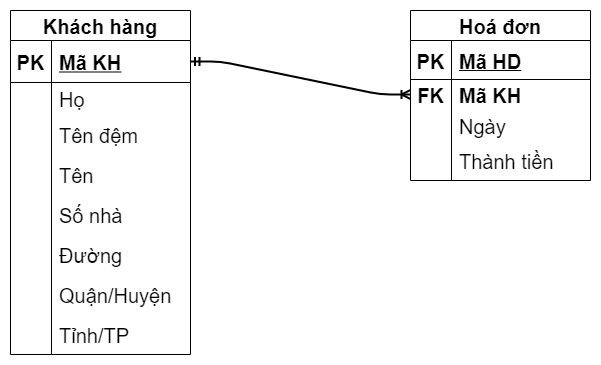 Khách hàng
PK Mã KH
Họ
Tên đệm
Tên
Số nhà
Đường
Quận/Huyện
Tỉnh/TP
Hoá đơn
PK Mã HD
FK Mã KH
Ngày
Thành tiền